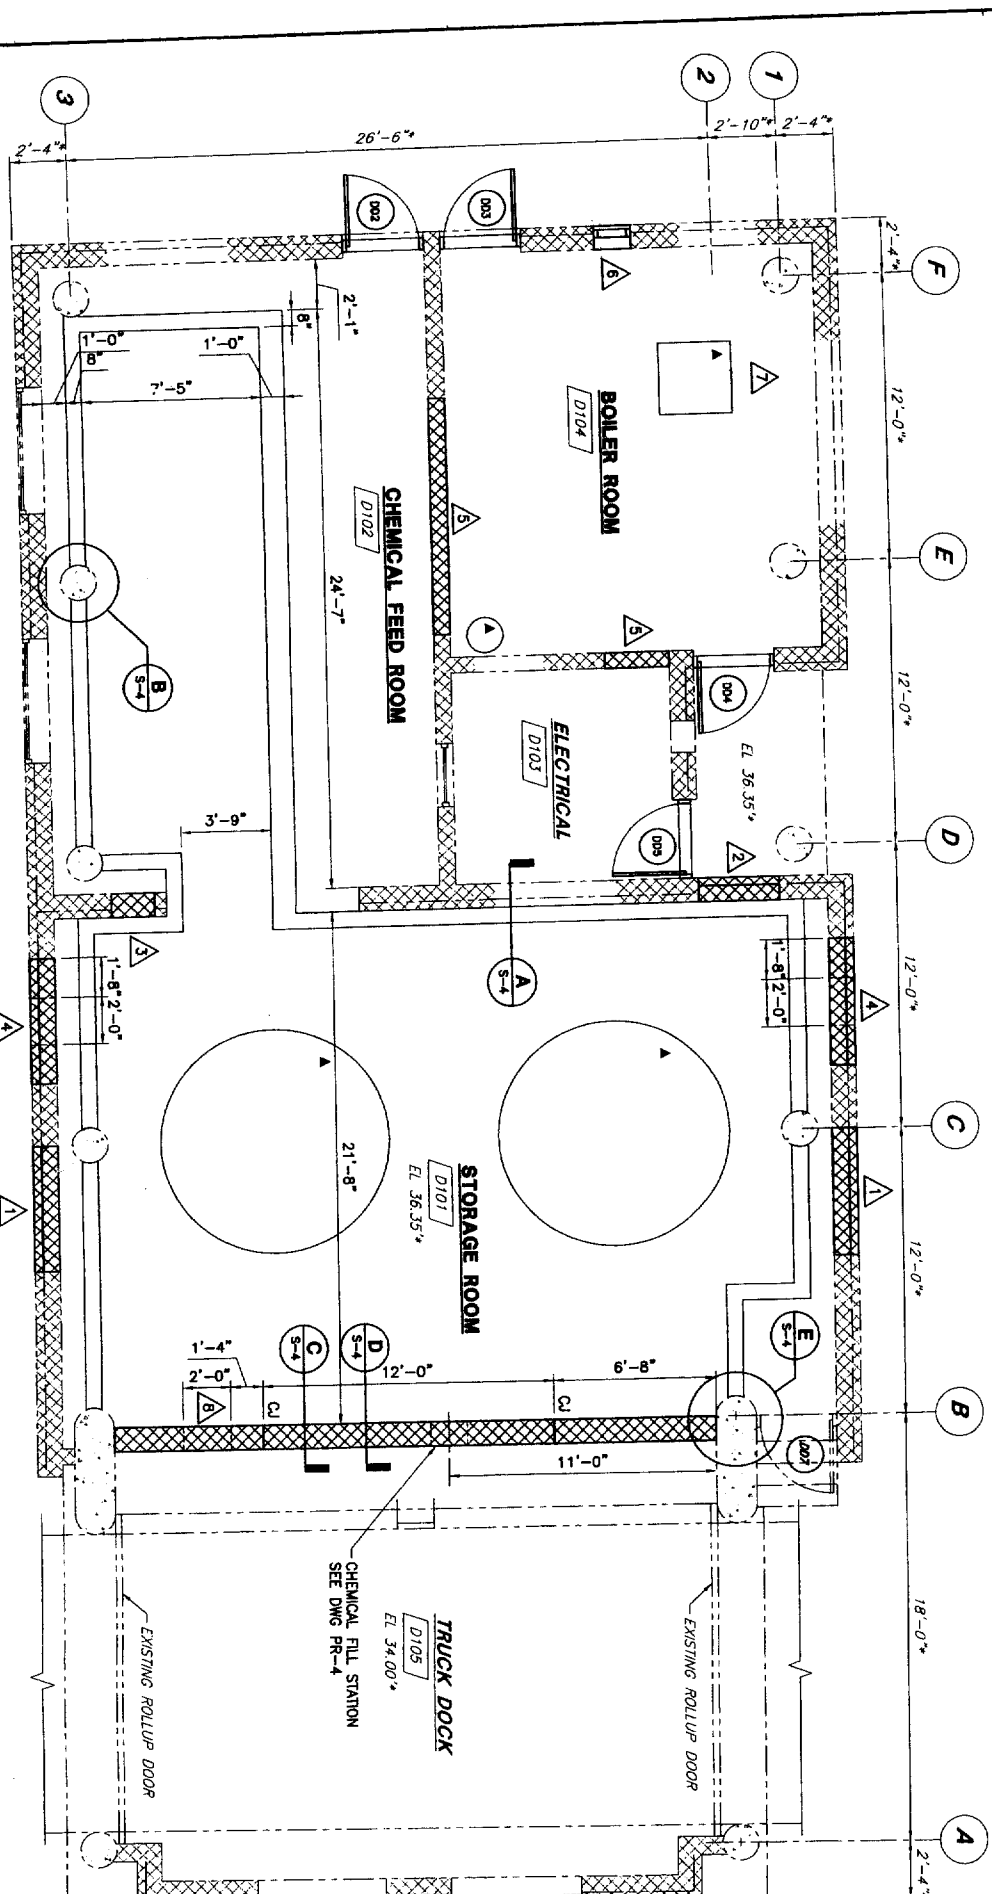 3
2
1
2'-4"*
26'-6"*
2'-10"*
2'-4"*
F
E
D
C
B
A
2'-4"*
12'-0"*
12'-0"*
12'-0"*
12'-0"*
18'-0"*
2'-4"
DD2
DD3
6
7
BOILER ROOM
D104
5
5
DD4
EL 36.35'*
2
DD5
ELECTRICAL
D103
CHEMICAL FEED ROOM
D102
2'-1"
8"
1'-0"
8"
1'-0"
7'-5"
24'-7"
3'-9"
B
S-4
A
S-4
3
1'-8"
2'-0"
4
1
1'-8"
2'-0"
4
1
STORAGE ROOM
D101
EL 36.35'*
21'-8"
C
S-4
D
S-4
E
S-4
1'-4"
2'-0"
8
CJ
12'-0"
CJ
6'-8"
11'-0"
DD7
CHEMICAL FILL STATION
SEE DWG PR-4
TRUCK DOCK
D105
EL 34.00'*
EXISTING ROLLUP DOOR
EXISTING ROLLUP DOOR